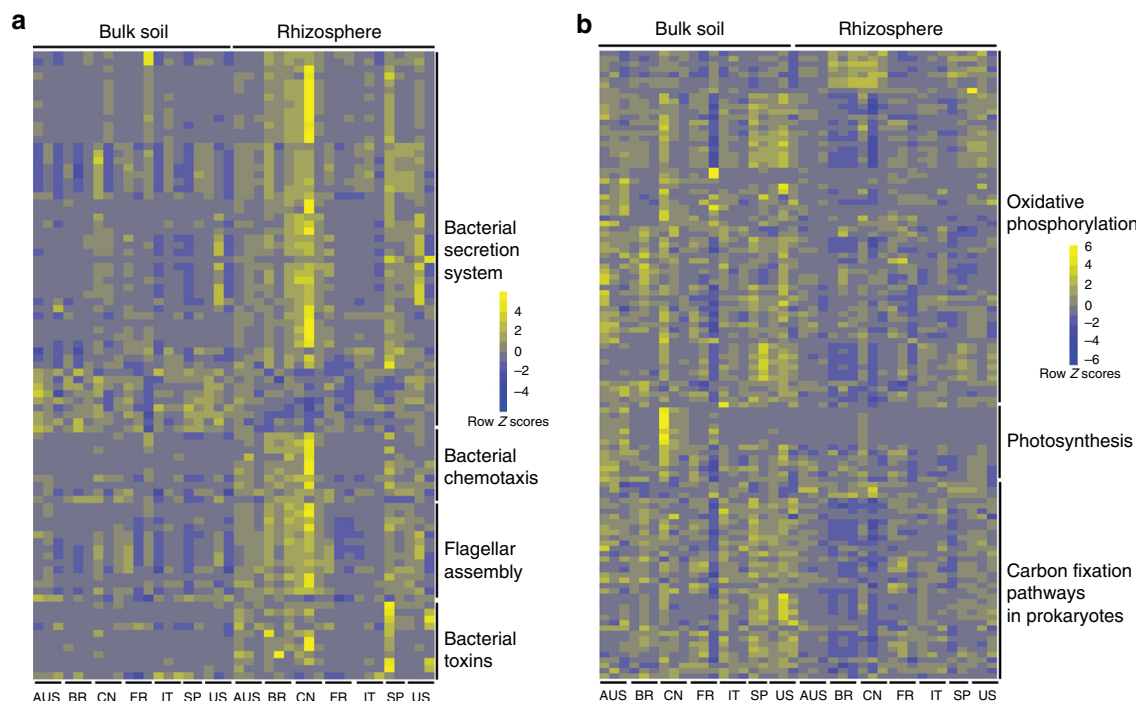 a
Bulk soil Rhizosphere
Bacterial
secretion
system
4
2
0
−2
−4
Row Z scores
Bacterial
chemotaxis
Flagellar
assembly
Bacterial
toxins
AUS BR CN FR IT SP US AUS BR CN FR IT SP US
b
Bulk soil Rhizosphere
Oxidative
phosphorylation
6
4
2
0
−2
−4
−6
Row Z scores
Photosynthesis
Carbon fixation
pathways
in prokaryotes
AUS BR CN FR IT SP US AUS BR CN FR IT SP US